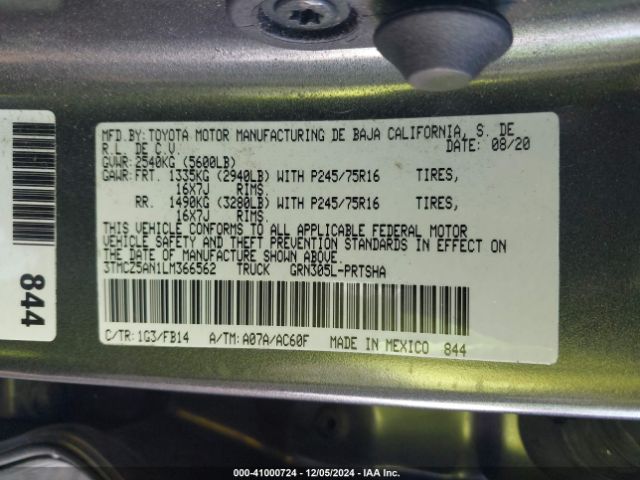 MFD.BY:TOYOTA MOTOR MANUFACTURING DE BAJA CALIFORNIA, S. DE
R.L. DE C.V. DATE: 08/20
GVWR: 2540KG (5600LB)
GAWR:FRT. 1335KG (2940LB) WITH P245/75R16 TIRES,
16X7J RIMS.
RR. 1490KG (3280LB) WITH P245/75R16 TIRES,
16X7J RIMS.
THIS VEHICLE CONFORMS TO ALL APPLICABLE FEDERAL MOTOR
VEHICLE SAFETY AND THEFT PREVENTION STANDARDS IN EFFECT ON
THE DATE OF MANUFACTURE SHOWN ABOVE.
3TMCZ5AN1LM366562 TRUCK GRN305L-PRTSHA
C/TR:1G3/FB14 A/TM:A07A/AC60F MADE IN MEXICO 844
844
000-41000724 - 12/05/2024 - IAA Inc.